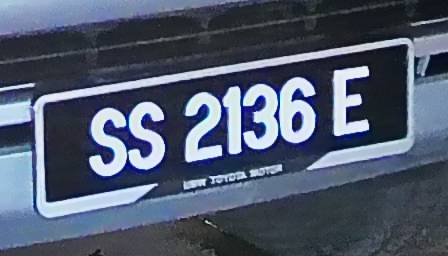 SS 2136 E
UMW TOYOTA MOTOR